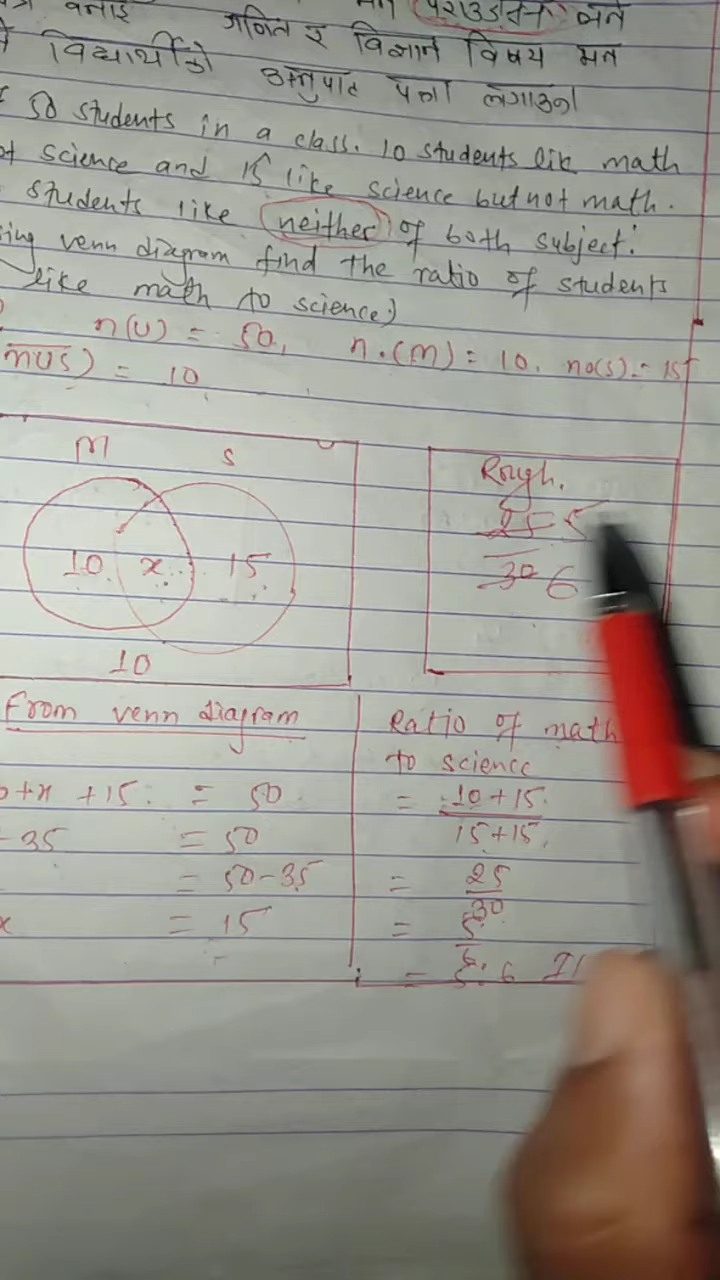 बनाई गणित र विज्ञान विषय मन
विद्यार्थीको अनुपात पत्ता लगाउन।
50 students in a class. 10 students lik math
science and 15 like science but not math.
students like neither of both subject.
venn diagram find the ratio of students
like math to science)
n(U) = 50, n.(m) = 10. no(s).= 15
mUs) = 10
M S
10 x 15
10
Rough.
25 = 5
30 6
From venn diagram
+x +15. = 50
35 = 50
= 50-35
x = 15
Ratio of math
to science
= 10+15.
15+15.
= 25
30
= 5
6
= 5:6